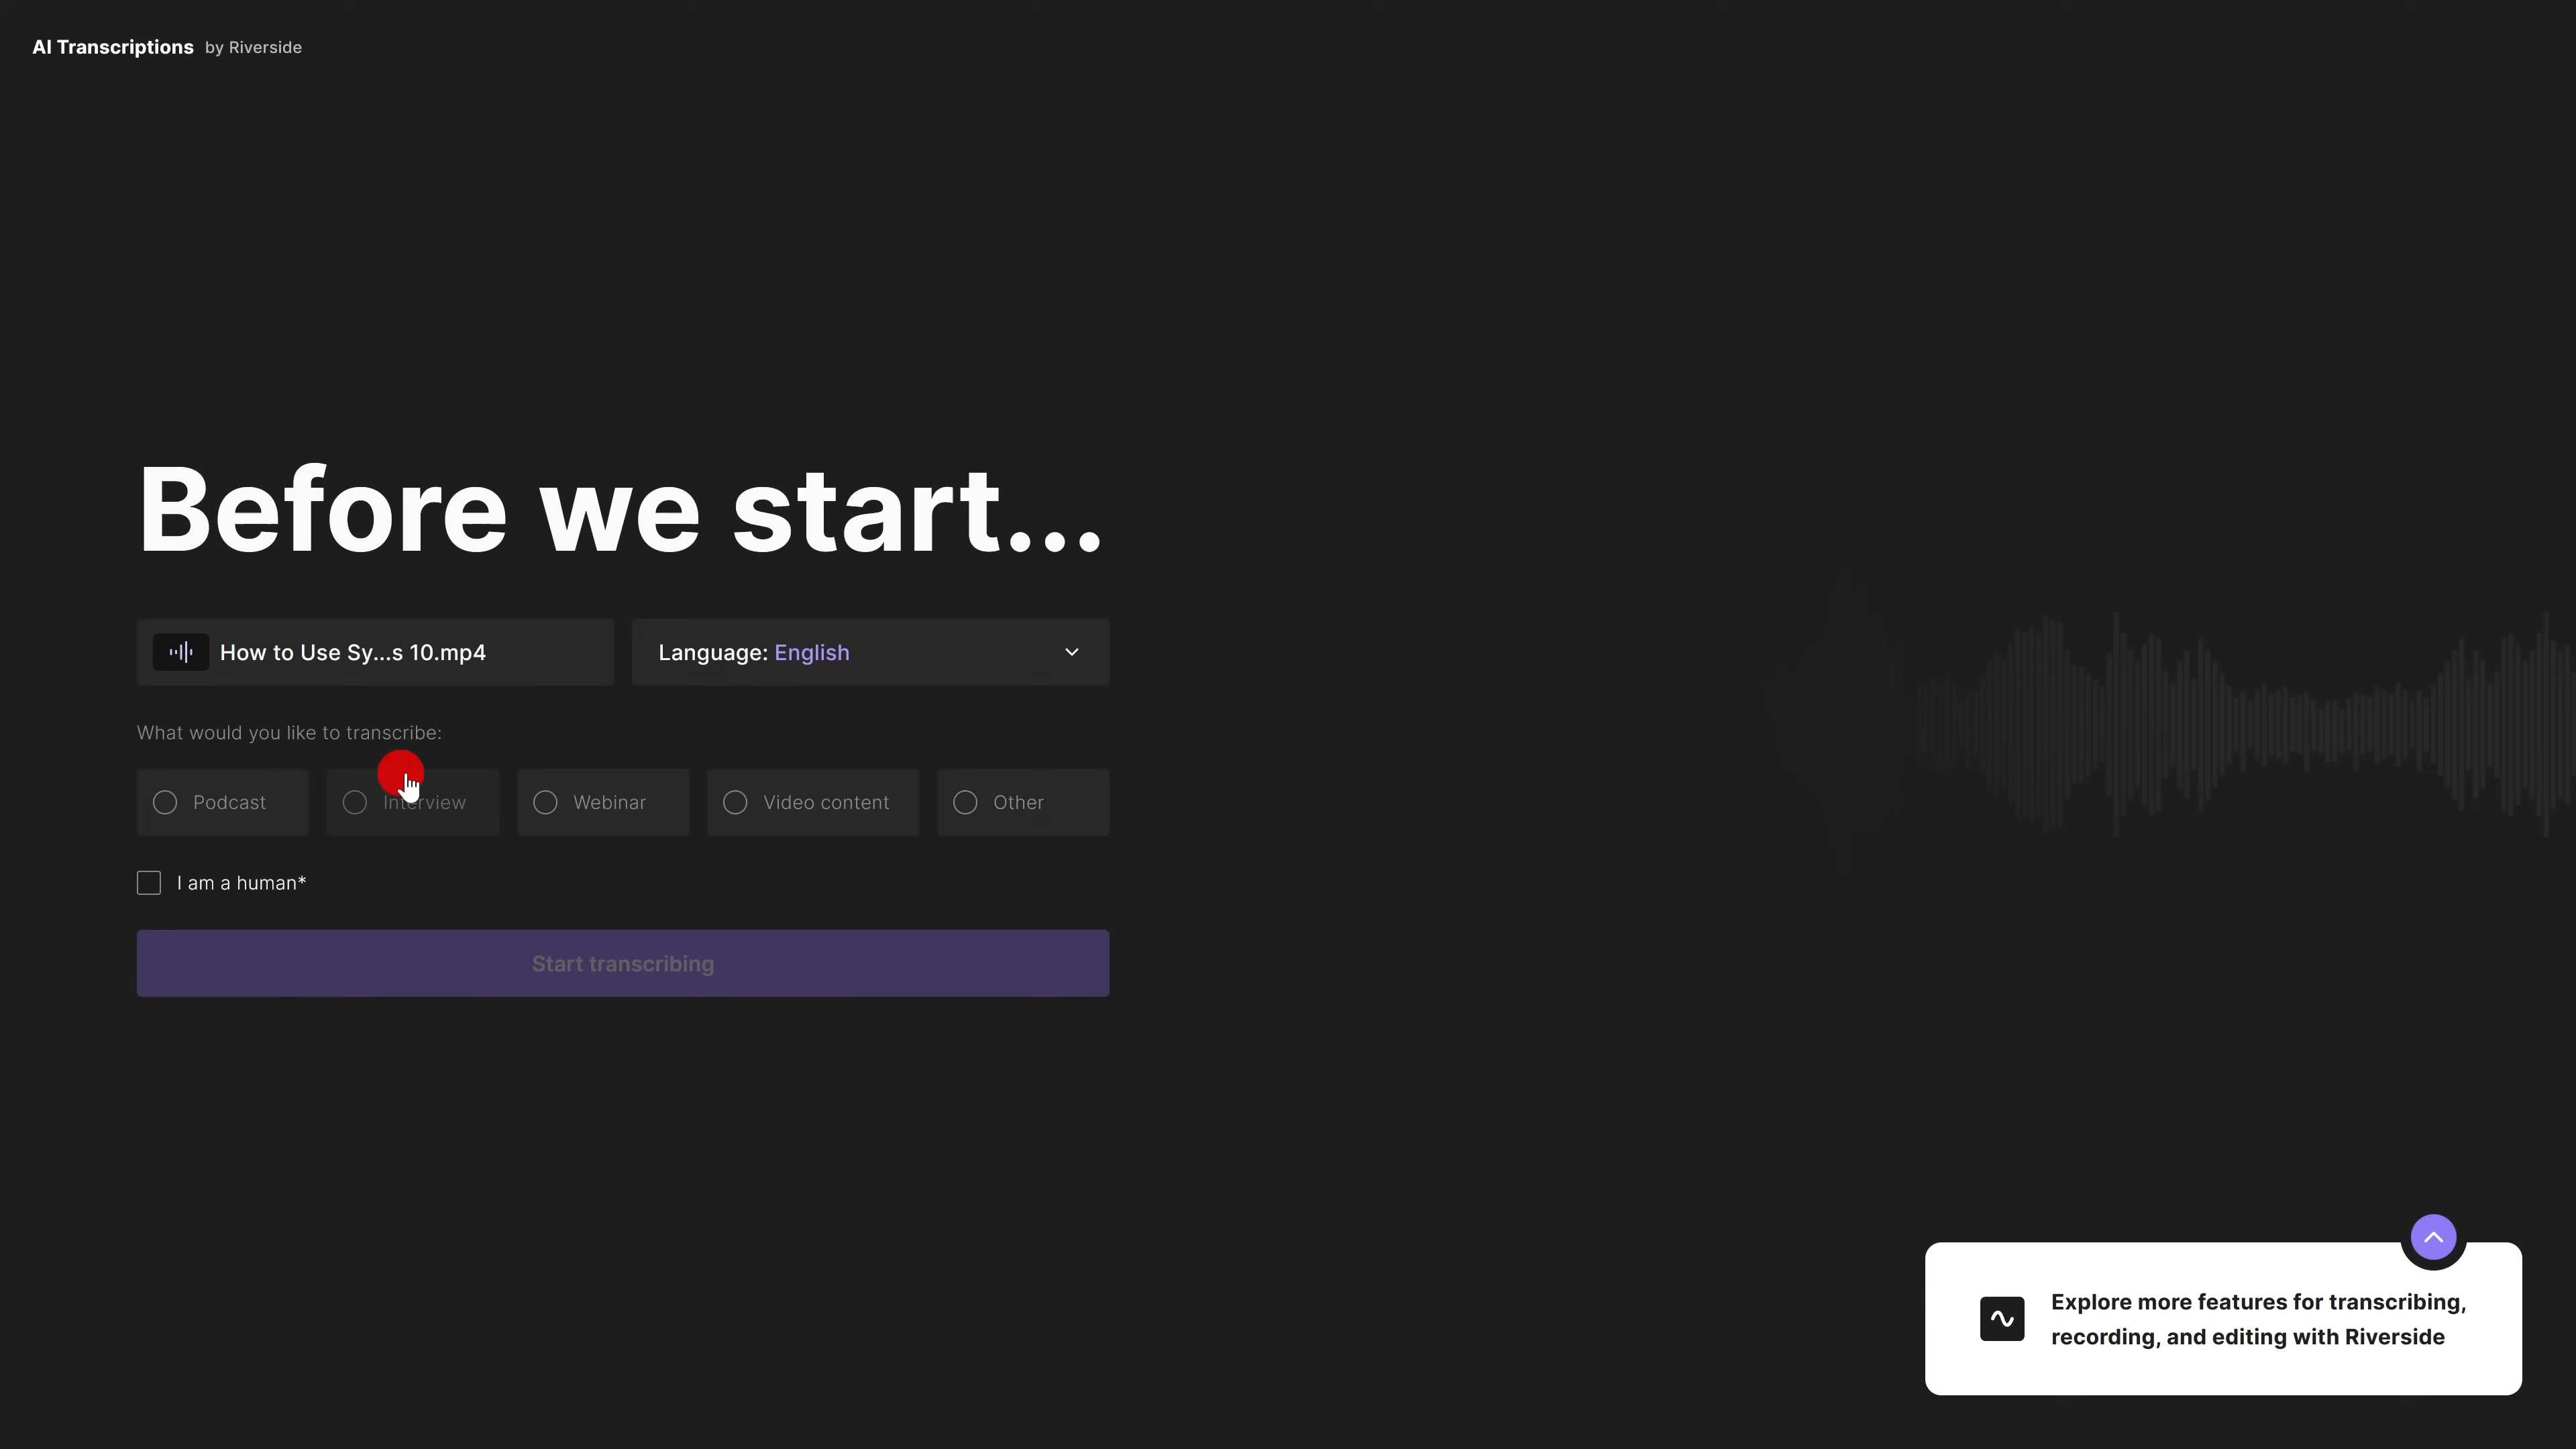 AI Transcriptions by Riverside
Before we start...
How to Use Sy...s 10.mp4
Language: English
What would you like to transcribe:
Podcast
Interview
Webinar
Video content
Other
I am a human*
Start transcribing
Explore more features for transcribing,
recording, and editing with Riverside